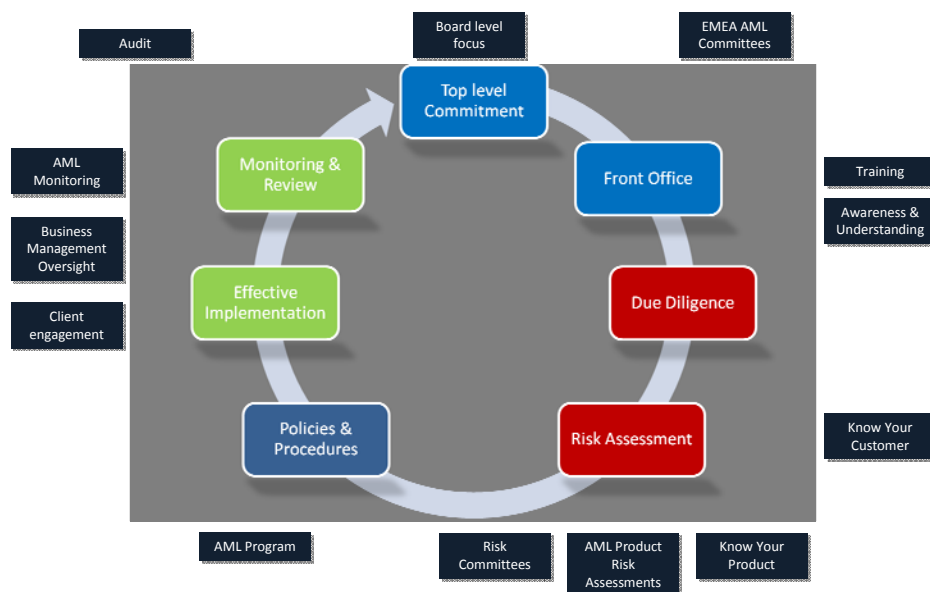 Board level
focus
EMEA AML
Committees
Audit
Top level
Commitment
Monitoring &
Review
Front Office
AML
Monitoring
Training
Awareness &
Understanding
Business
Management
Oversight
Effective
Implementation
Due Diligence
Client
engagement
Policies &
Procedures
Risk Assessment
Know Your
Customer
AML Program
Risk
Committees
AML Product
Risk
Assessments
Know Your
Product